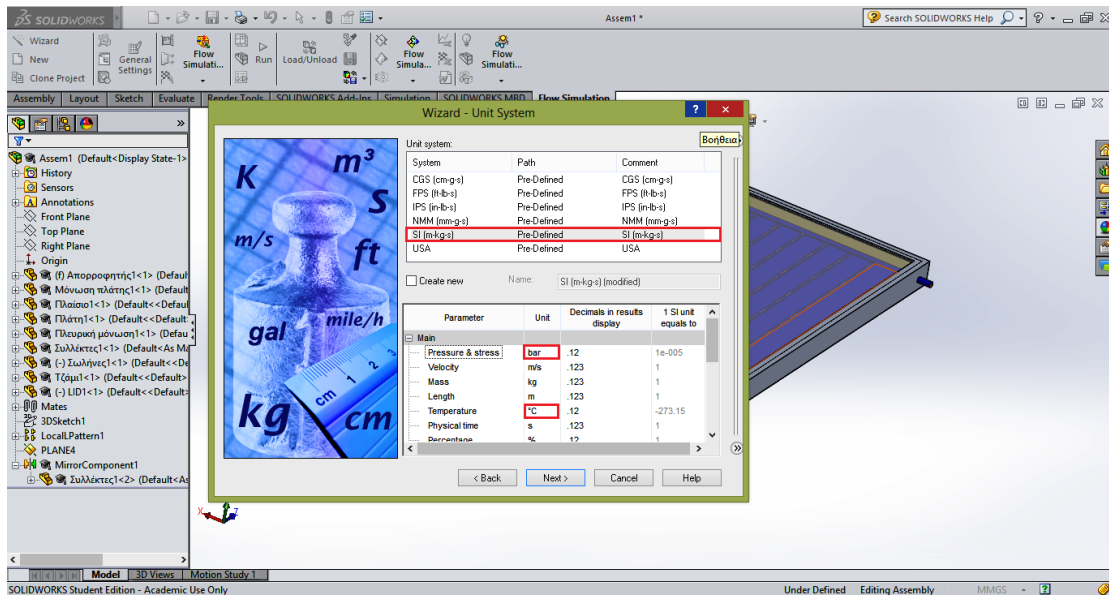 SOLIDWORKS
Assem1 *
Search SOLIDWORKS Help
Wizard
New
Clone Project
General Settings
Flow Simulati...
Run
Load/Unload
Flow Simula...
Flow Simulati...
Assembly Layout Sketch Evaluate Render Tools SOLIDWORKS Add-Ins Simulation SOLIDWORKS MBD Flow Simulation
Assem1 (Default<Display State-1>
History
Sensors
Annotations
Front Plane
Top Plane
Right Plane
Origin
(f) Απορροφητής1<1> (Defaul
Μόνωση πλάτης1<1> (Default
Πλαίσιο1<1> (Default<<Defaul
Πλάτη1<1> (Default<<Default
Πλευρική μόνωση1<1> (Defau
Συλλέκτες1<1> (Default<As Ma
(-) Σωλήνες1<1> (Default<<De
Τζάμι1<1> (Default<<Default>
(-) LID1<1> (Default<<Default>
Mates
3DSketch1
LocalLPattern1
PLANE4
MirrorComponent1
Συλλέκτες1<2> (Default<As
Wizard - Unit System
Βοήθεια
Unit system:
System Path Comment
CGS (cm-g-s) Pre-Defined CGS (cm-g-s)
FPS (ft-lb-s) Pre-Defined FPS (ft-lb-s)
IPS (in-lb-s) Pre-Defined IPS (in-lb-s)
NMM (mm-g-s) Pre-Defined NMM (mm-g-s)
SI (m-kg-s) Pre-Defined SI (m-kg-s)
USA Pre-Defined USA
Create new Name: SI (m-kg-s) (modified)
Parameter Unit Decimals in results display 1 SI unit equals to
Main
Pressure & stress bar .12 1e-005
Velocity m/s .123 1
Mass kg .123 1
Length m .123 1
Temperature °C .12 -273.15
Physical time s .123 1
Percentage % .12 1
K
m³
S
m/s
ft
gal
mile/h
1 2 3
cm
kg
cm
< Back Next > Cancel Help
X
Z
Model 3D Views Motion Study 1
SOLIDWORKS Student Edition - Academic Use Only
Under Defined Editing Assembly MMGS